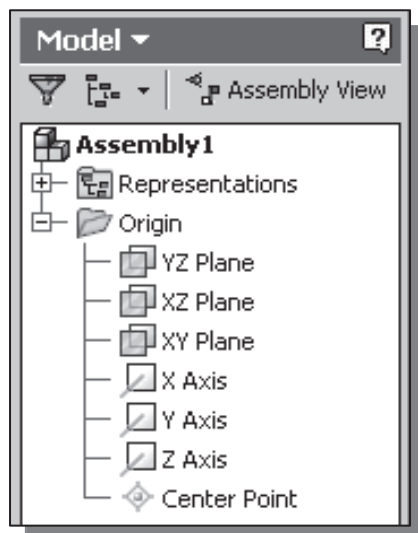 Model
?
Assembly View
Assembly1
Representations
Origin
YZ Plane
XZ Plane
XY Plane
X Axis
Y Axis
Z Axis
Center Point